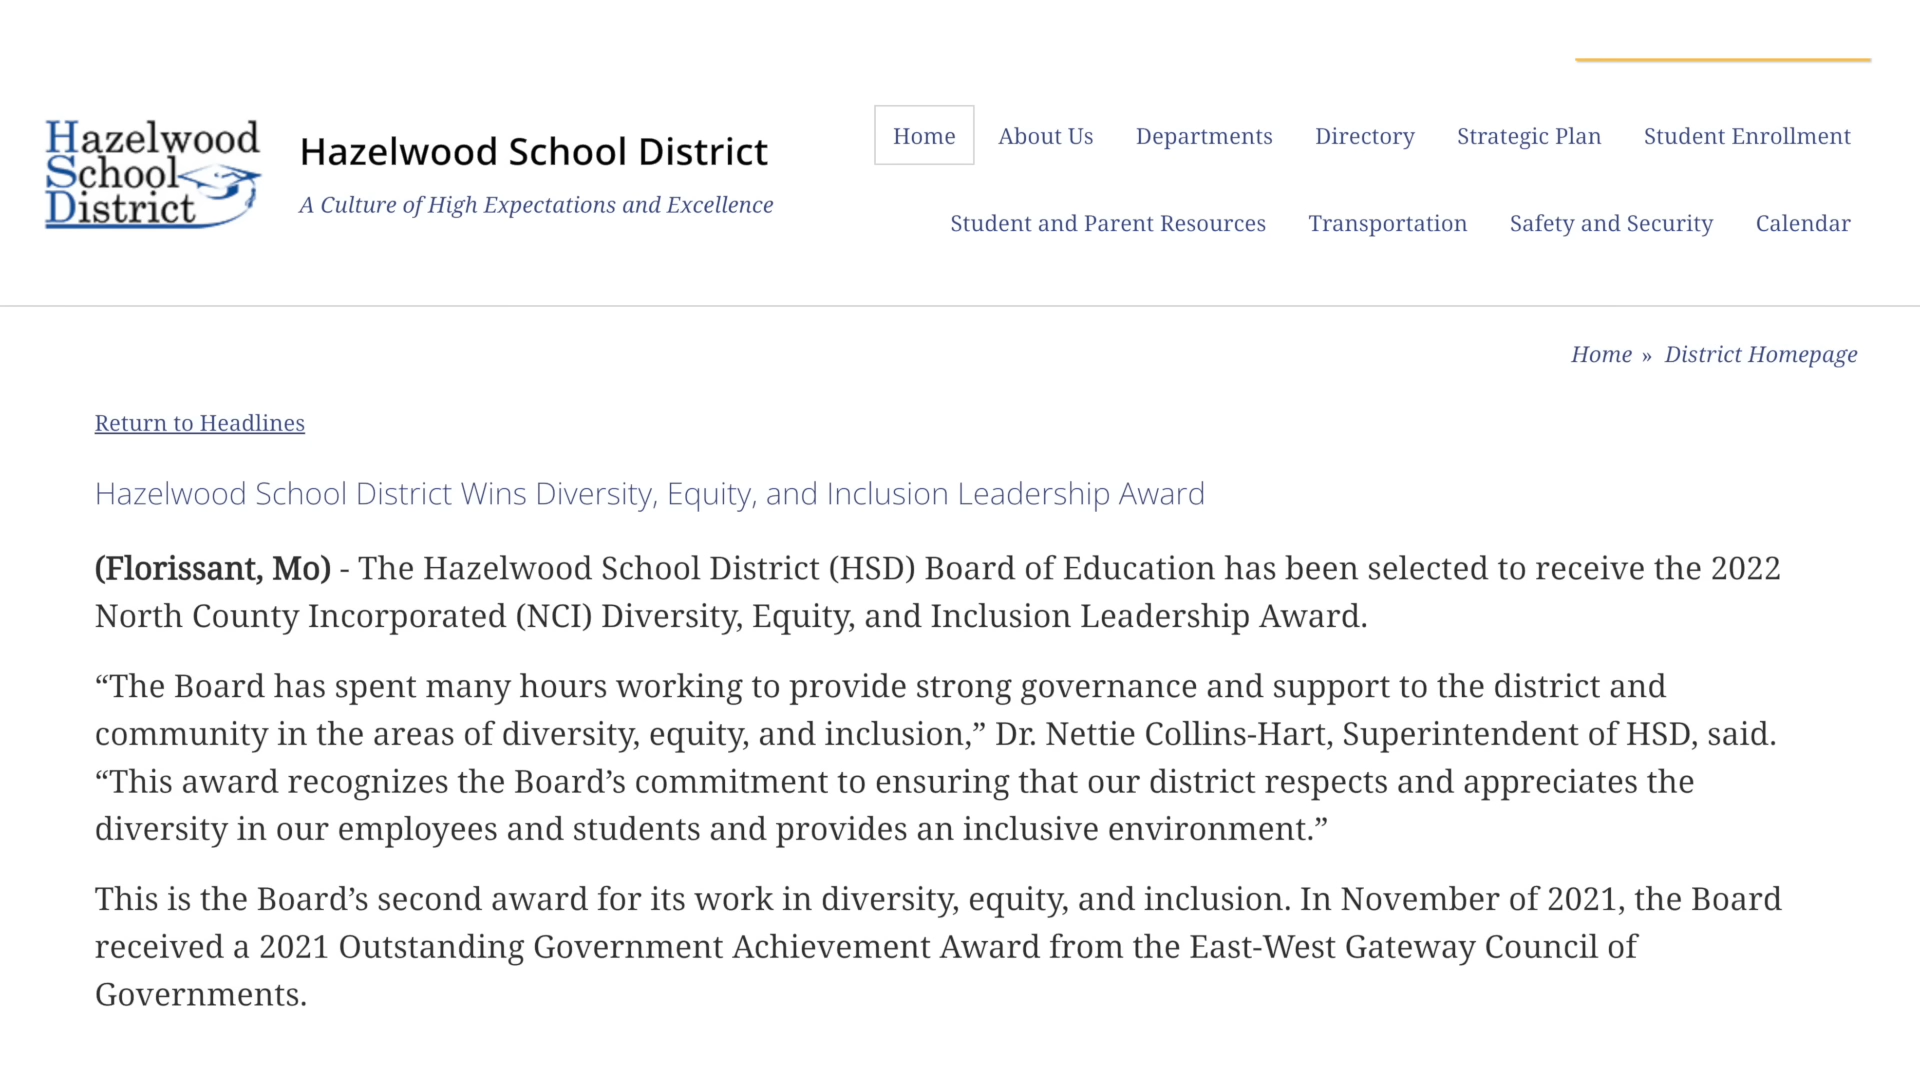 Hazelwood
School
District
Hazelwood School District
A Culture of High Expectations and Excellence
Home About Us Departments Directory Strategic Plan Student Enrollment
Student and Parent Resources Transportation Safety and Security Calendar
Home » District Homepage
Return to Headlines
Hazelwood School District Wins Diversity, Equity, and Inclusion Leadership Award
(Florissant, Mo) - The Hazelwood School District (HSD) Board of Education has been selected to receive the 2022
North County Incorporated (NCI) Diversity, Equity, and Inclusion Leadership Award.
“The Board has spent many hours working to provide strong governance and support to the district and
community in the areas of diversity, equity, and inclusion,” Dr. Nettie Collins-Hart, Superintendent of HSD, said.
“This award recognizes the Board’s commitment to ensuring that our district respects and appreciates the
diversity in our employees and students and provides an inclusive environment.”
This is the Board’s second award for its work in diversity, equity, and inclusion. In November of 2021, the Board
received a 2021 Outstanding Government Achievement Award from the East-West Gateway Council of
Governments.